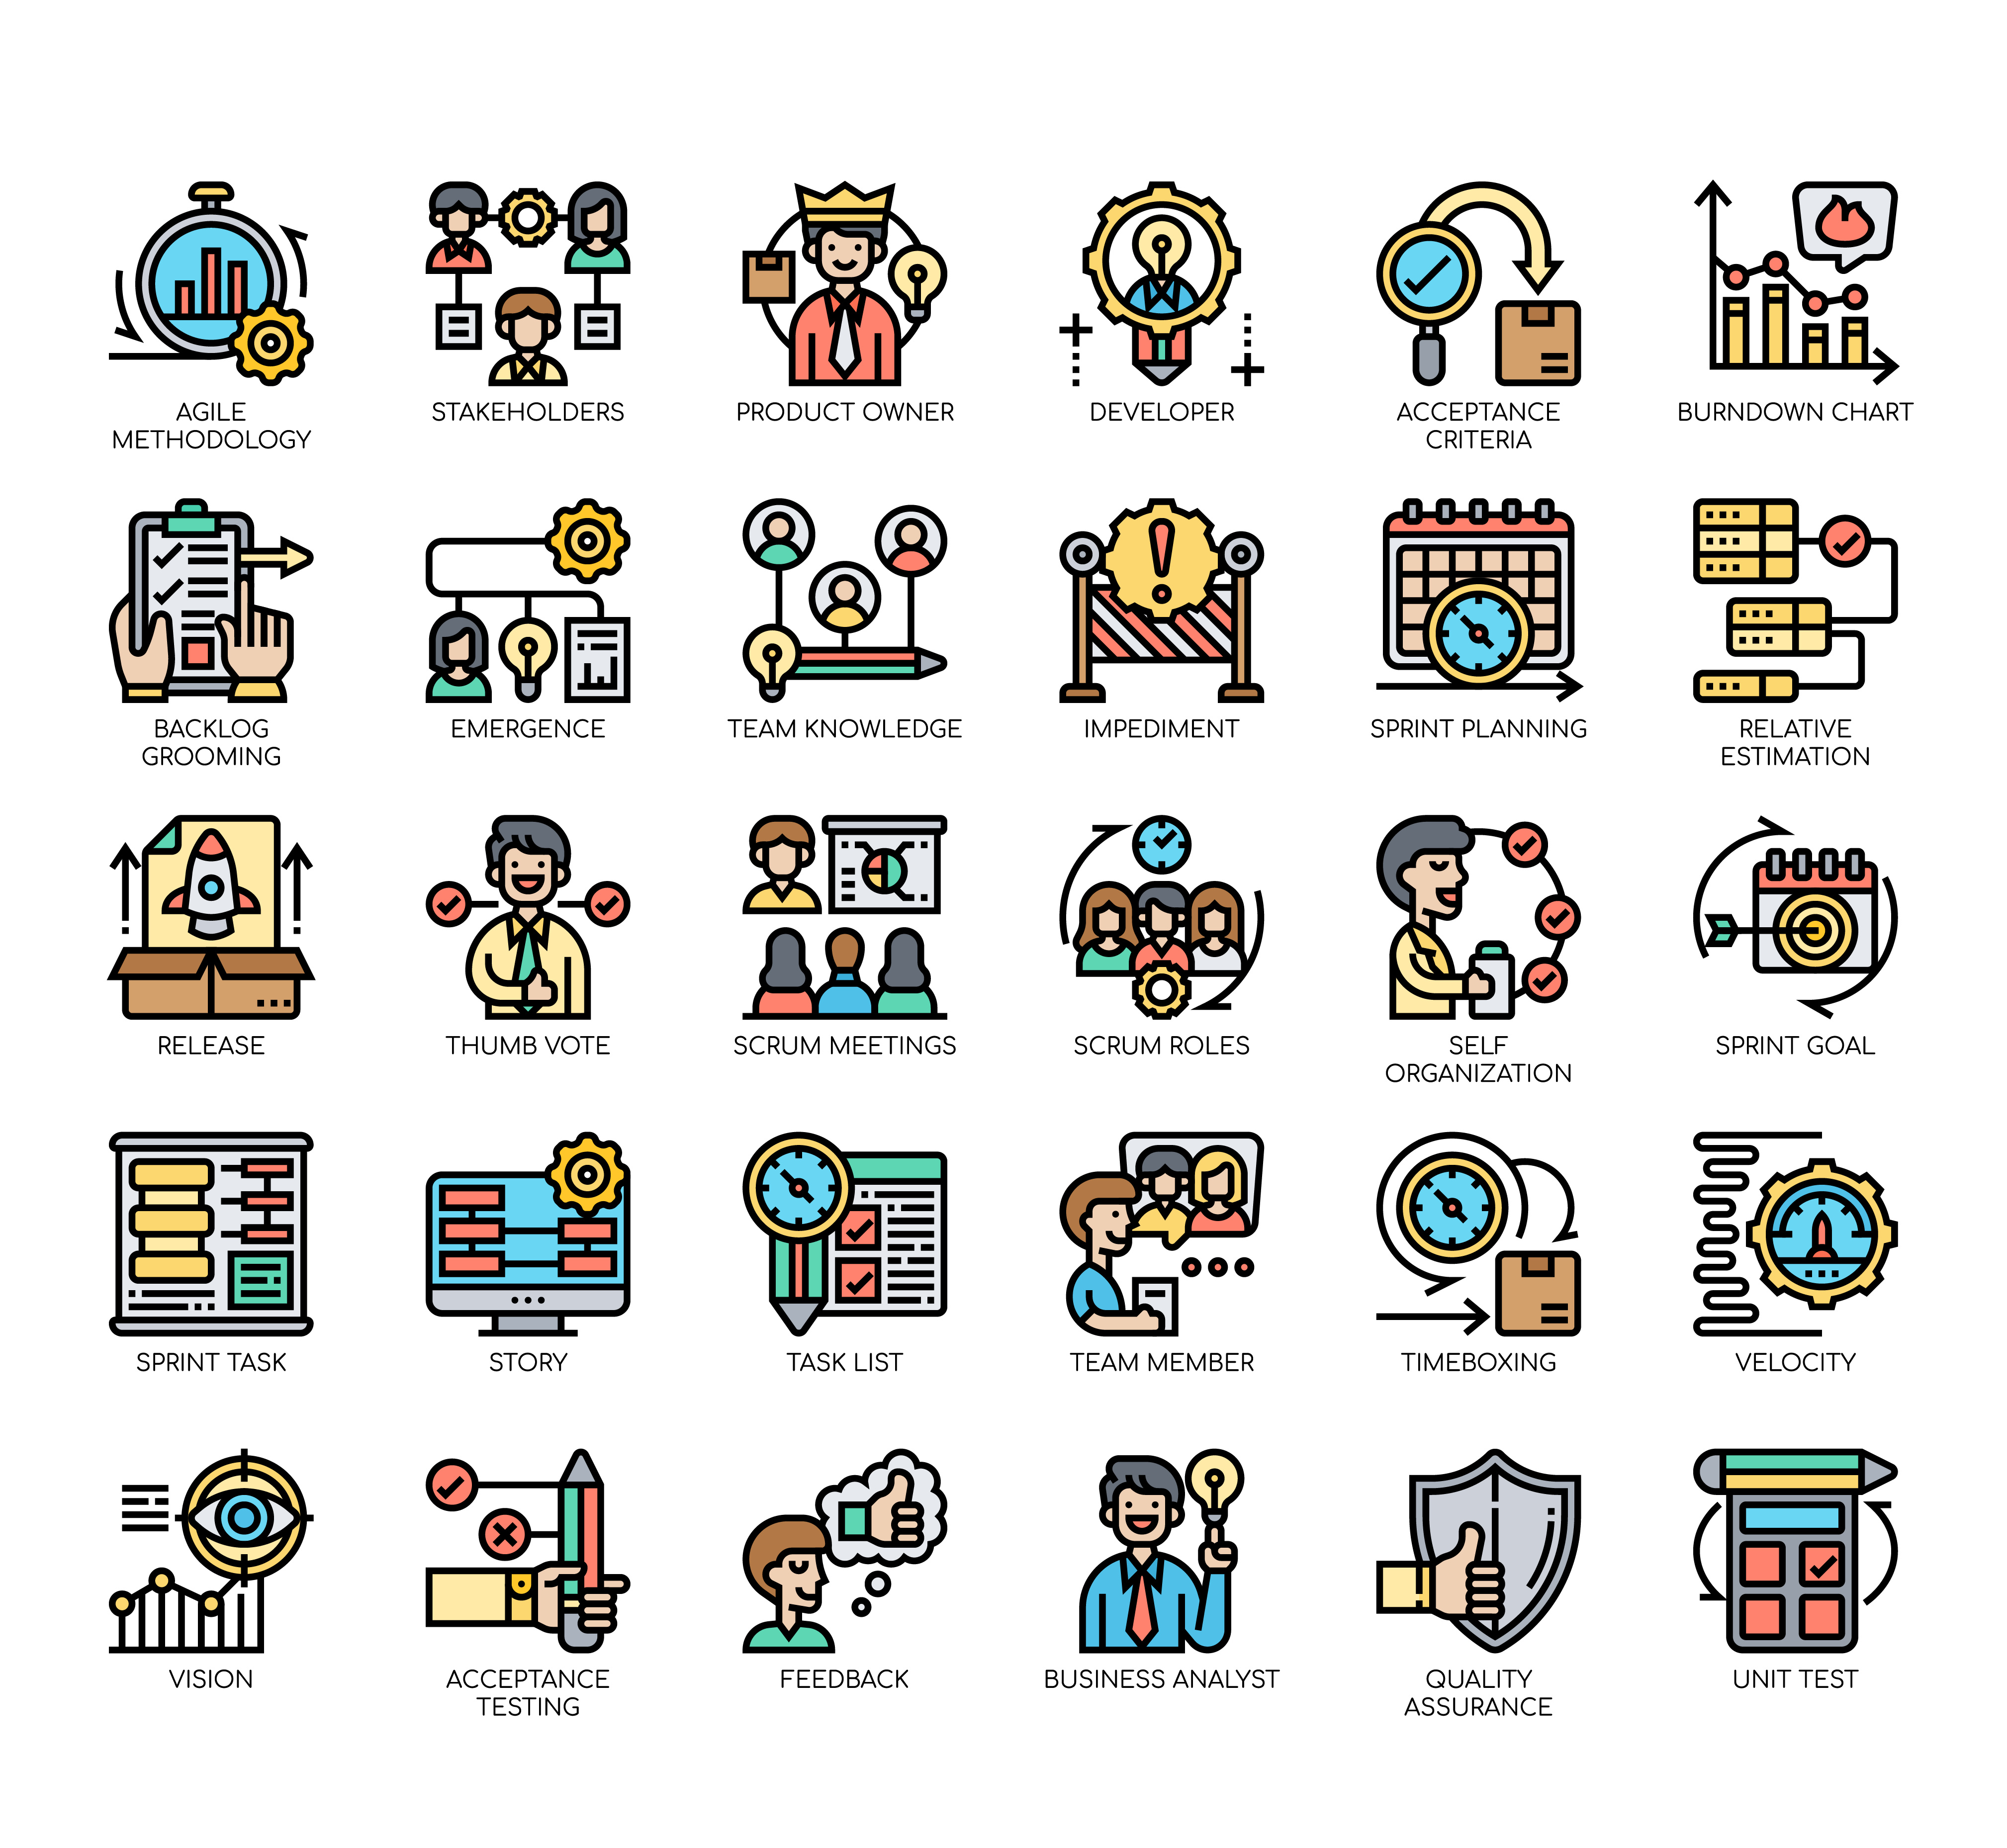 AGILE
METHODOLOGY
STAKEHOLDERS
PRODUCT OWNER
DEVELOPER
ACCEPTANCE
CRITERIA
BURNDOWN CHART
BACKLOG
GROOMING
EMERGENCE
TEAM KNOWLEDGE
IMPEDIMENT
SPRINT PLANNING
RELATIVE
ESTIMATION
RELEASE
THUMB VOTE
SCRUM MEETINGS
SCRUM ROLES
SELF
ORGANIZATION
SPRINT GOAL
SPRINT TASK
STORY
TASK LIST
TEAM MEMBER
TIMEBOXING
VELOCITY
VISION
ACCEPTANCE
TESTING
FEEDBACK
BUSINESS ANALYST
QUALITY
ASSURANCE
UNIT TEST